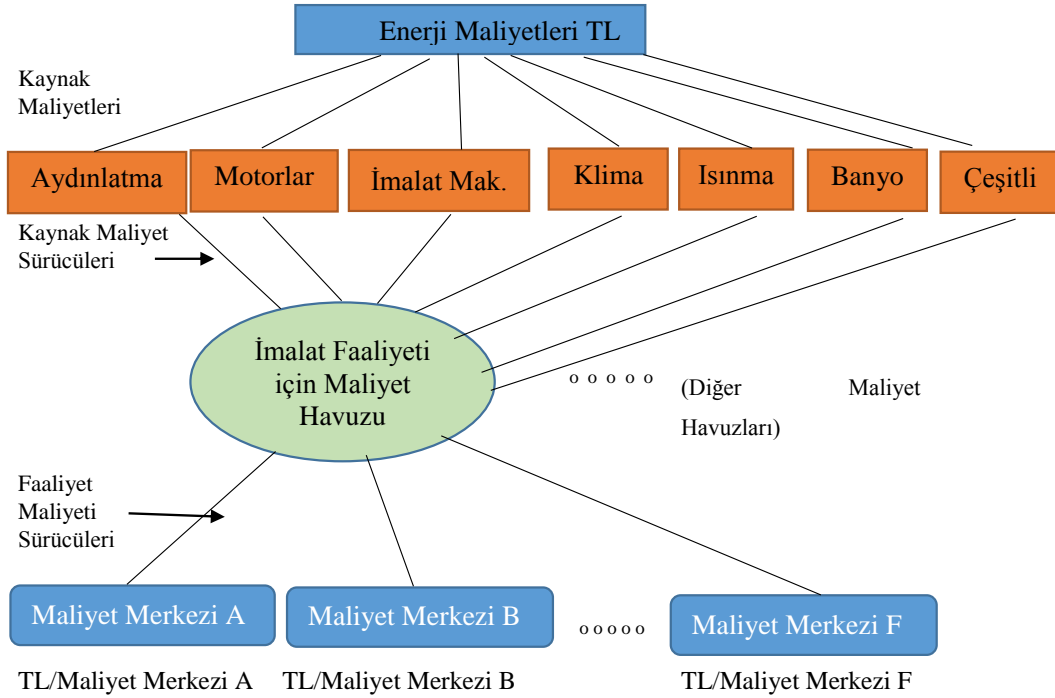 Enerji Maliyetleri TL
Kaynak
Maliyetleri
Aydınlatma
Motorlar
İmalat Mak.
Klima
Isınma
Banyo
Çeşitli
Kaynak Maliyet
Sürücüleri
İmalat Faaliyeti
için Maliyet
Havuzu
o o o o o
(Diğer Maliyet
Havuzları)
Faaliyet
Maliyeti
Sürücüleri
Maliyet Merkezi A
Maliyet Merkezi B
o o o o o
Maliyet Merkezi F
TL/Maliyet Merkezi A
TL/Maliyet Merkezi B
TL/Maliyet Merkezi F